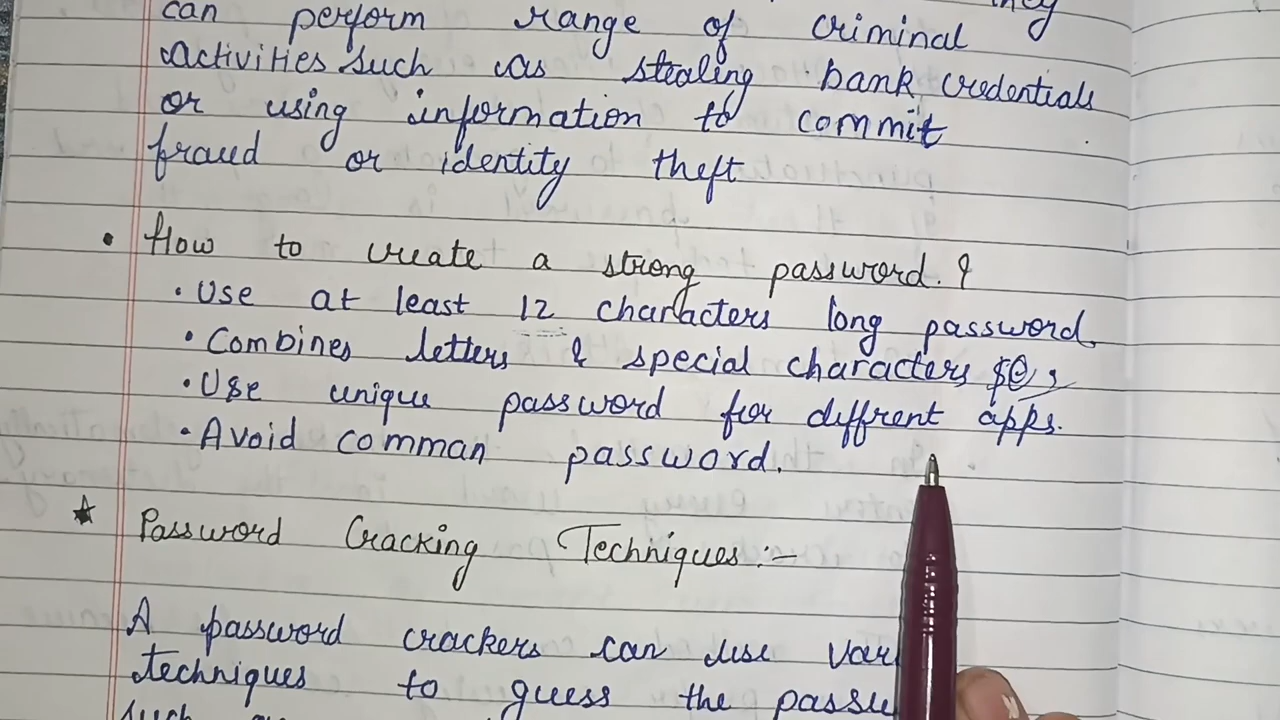 can perform range of criminal they
activities such as stealing bank credentials
or using information to commit
fraud or identity theft
• How to create a strong password. ?
• Use at least 12 characters long password.
• Combines letters & special characters $@,
• Use unique password for diffrent apps.
• Avoid comman password.
★ Password Cracking Techniques :-
A password crackers can use
techniques to guess the
such